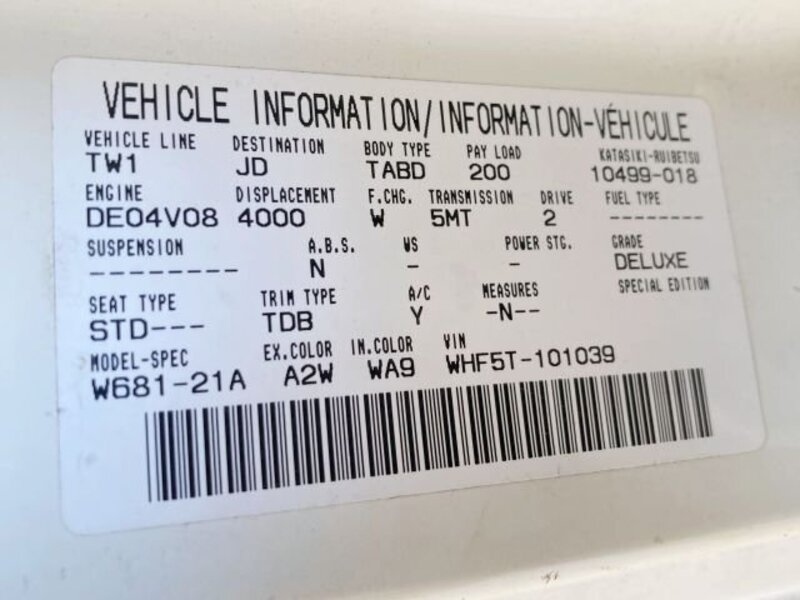 VEHICLE INFORMATION/INFORMATION-VÉHICULE
VEHICLE LINE DESTINATION BODY TYPE PAY LOAD KATASIKI-RUIBETSU
TW1 JD TABD 200 10499-018
ENGINE DISPLACEMENT F.CHG. TRANSMISSION DRIVE FUEL TYPE
DE04V08 4000 W 5MT 2 --------
SUSPENSION A.B.S. WS POWER STG. GRADE
--------- N - - DELUXE
SEAT TYPE TRIM TYPE A/C MEASURES SPECIAL EDITION
STD--- TDB Y -N--
MODEL-SPEC EX.COLOR IN.COLOR VIN
W681-21A A2W WA9 WHF5T-101039